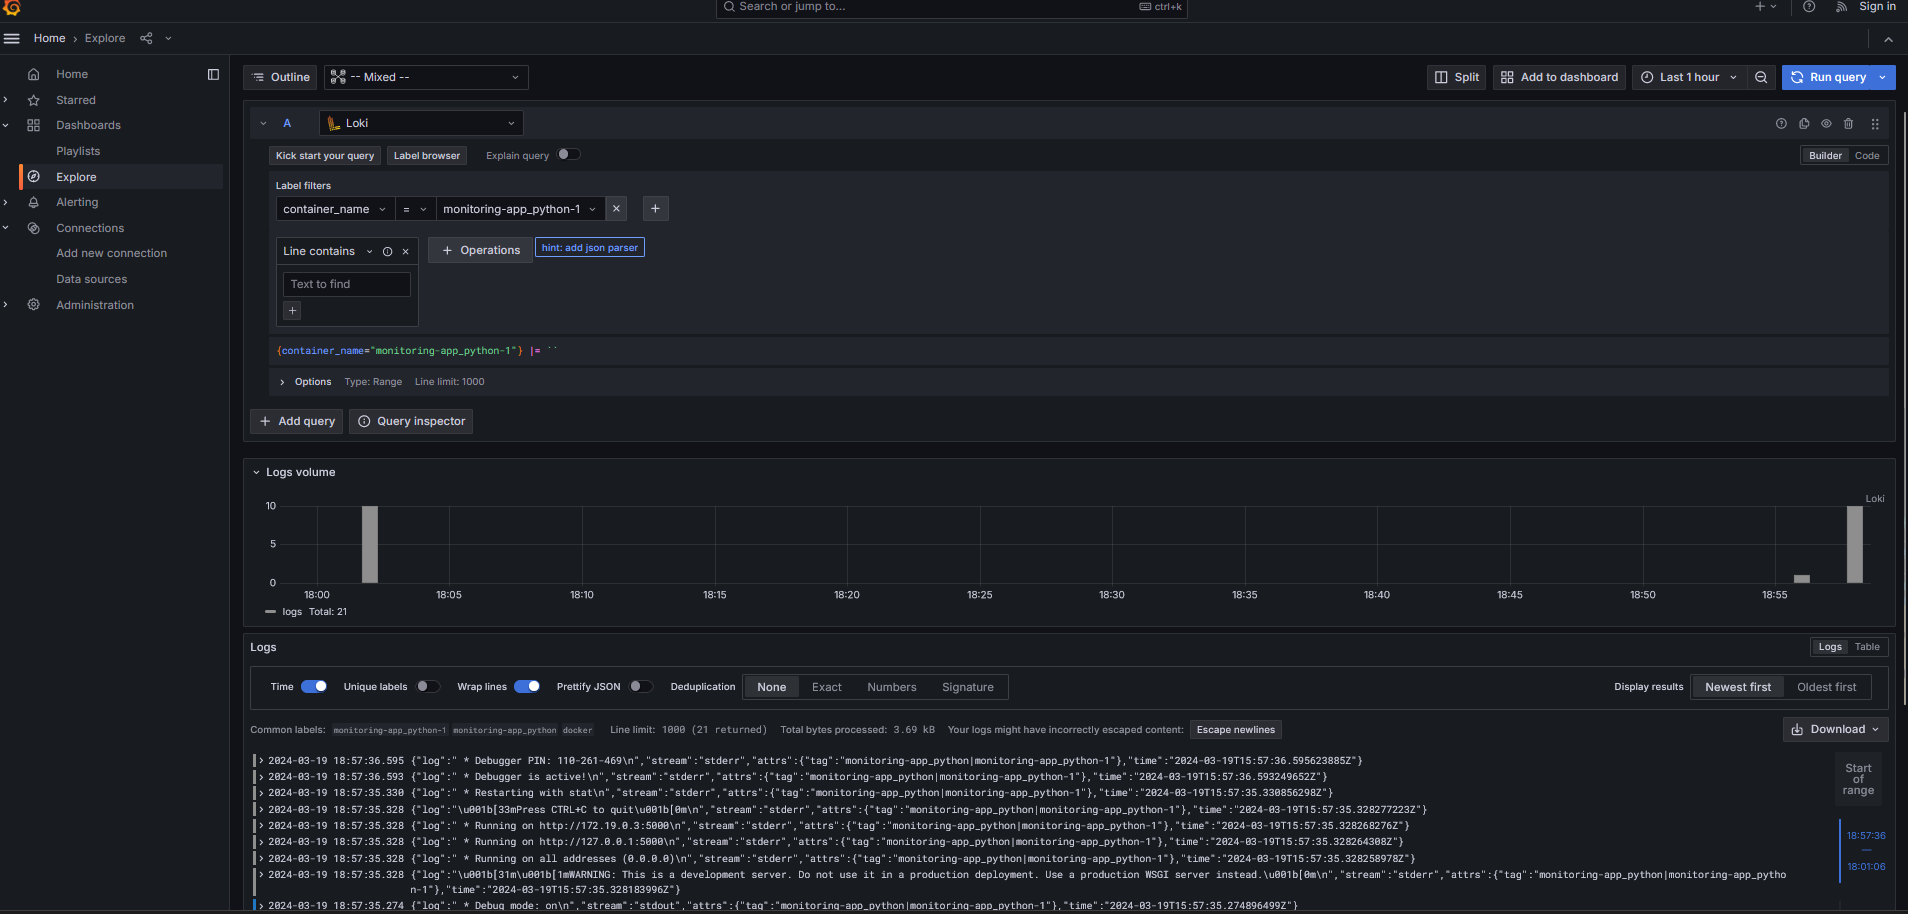 Search or jump to... ctrl+k Sign in
Home › Explore
Home
Starred
Dashboards
Playlists
Explore
Alerting
Connections
Add new connection
Data sources
Administration
Outline -- Mixed -- Split Add to dashboard Last 1 hour Run query
A Loki
Kick start your query Label browser Explain query Builder Code
Label filters
container_name = monitoring-app_python-1
Line contains + Operations hint: add json parser
Text to find
{container_name="monitoring-app_python-1"} |= ``
Options Type: Range Line limit: 1000
+ Add query Query inspector
Logs volume
Loki
10
5
0
18:00 18:05 18:10 18:15 18:20 18:25 18:30 18:35 18:40 18:45 18:50 18:55
logs Total: 21
Logs Logs Table
Time Unique labels Wrap lines Prettify JSON Deduplication None Exact Numbers Signature Display results Newest first Oldest first
Common labels: monitoring-app_python-1 monitoring-app_python docker Line limit: 1000 (21 returned) Total bytes processed: 3.69 kB Your logs might have incorrectly escaped content: Escape newlines Download
2024-03-19 18:57:36.595 {"log":" * Debugger PIN: 110-261-469\n","stream":"stderr","attrs":{"tag":"monitoring-app_python|monitoring-app_python-1"},"time":"2024-03-19T15:57:36.595623885Z"}
2024-03-19 18:57:36.593 {"log":" * Debugger is active!\n","stream":"stderr","attrs":{"tag":"monitoring-app_python|monitoring-app_python-1"},"time":"2024-03-19T15:57:36.593249652Z"}
2024-03-19 18:57:35.330 {"log":" * Restarting with stat\n","stream":"stderr","attrs":{"tag":"monitoring-app_python|monitoring-app_python-1"},"time":"2024-03-19T15:57:35.330856298Z"}
2024-03-19 18:57:35.328 {"log":"\u001b[33mPress CTRL+C to quit\u001b[0m\n","stream":"stderr","attrs":{"tag":"monitoring-app_python|monitoring-app_python-1"},"time":"2024-03-19T15:57:35.328277223Z"}
2024-03-19 18:57:35.328 {"log":" * Running on http://172.19.0.3:5000\n","stream":"stderr","attrs":{"tag":"monitoring-app_python|monitoring-app_python-1"},"time":"2024-03-19T15:57:35.328268276Z"}
2024-03-19 18:57:35.328 {"log":" * Running on http://127.0.0.1:5000\n","stream":"stderr","attrs":{"tag":"monitoring-app_python|monitoring-app_python-1"},"time":"2024-03-19T15:57:35.328264308Z"}
2024-03-19 18:57:35.328 {"log":" * Running on all addresses (0.0.0.0)\n","stream":"stderr","attrs":{"tag":"monitoring-app_python|monitoring-app_python-1"},"time":"2024-03-19T15:57:35.328258978Z"}
2024-03-19 18:57:35.328 {"log":"\u001b[31m\u001b[1mWARNING: This is a development server. Do not use it in a production deployment. Use a production WSGI server instead.\u001b[0m\n","stream":"stderr","attrs":{"tag":"monitoring-app_python|monitoring-app_pytho
n-1"},"time":"2024-03-19T15:57:35.328183996Z"}
2024-03-19 18:57:35.274 {"log":" * Debug mode: on\n","stream":"stdout","attrs":{"tag":"monitoring-app_python|monitoring-app_python-1"},"time":"2024-03-19T15:57:35.274896499Z"}
Start
of
range
18:57:36
—
18:01:06